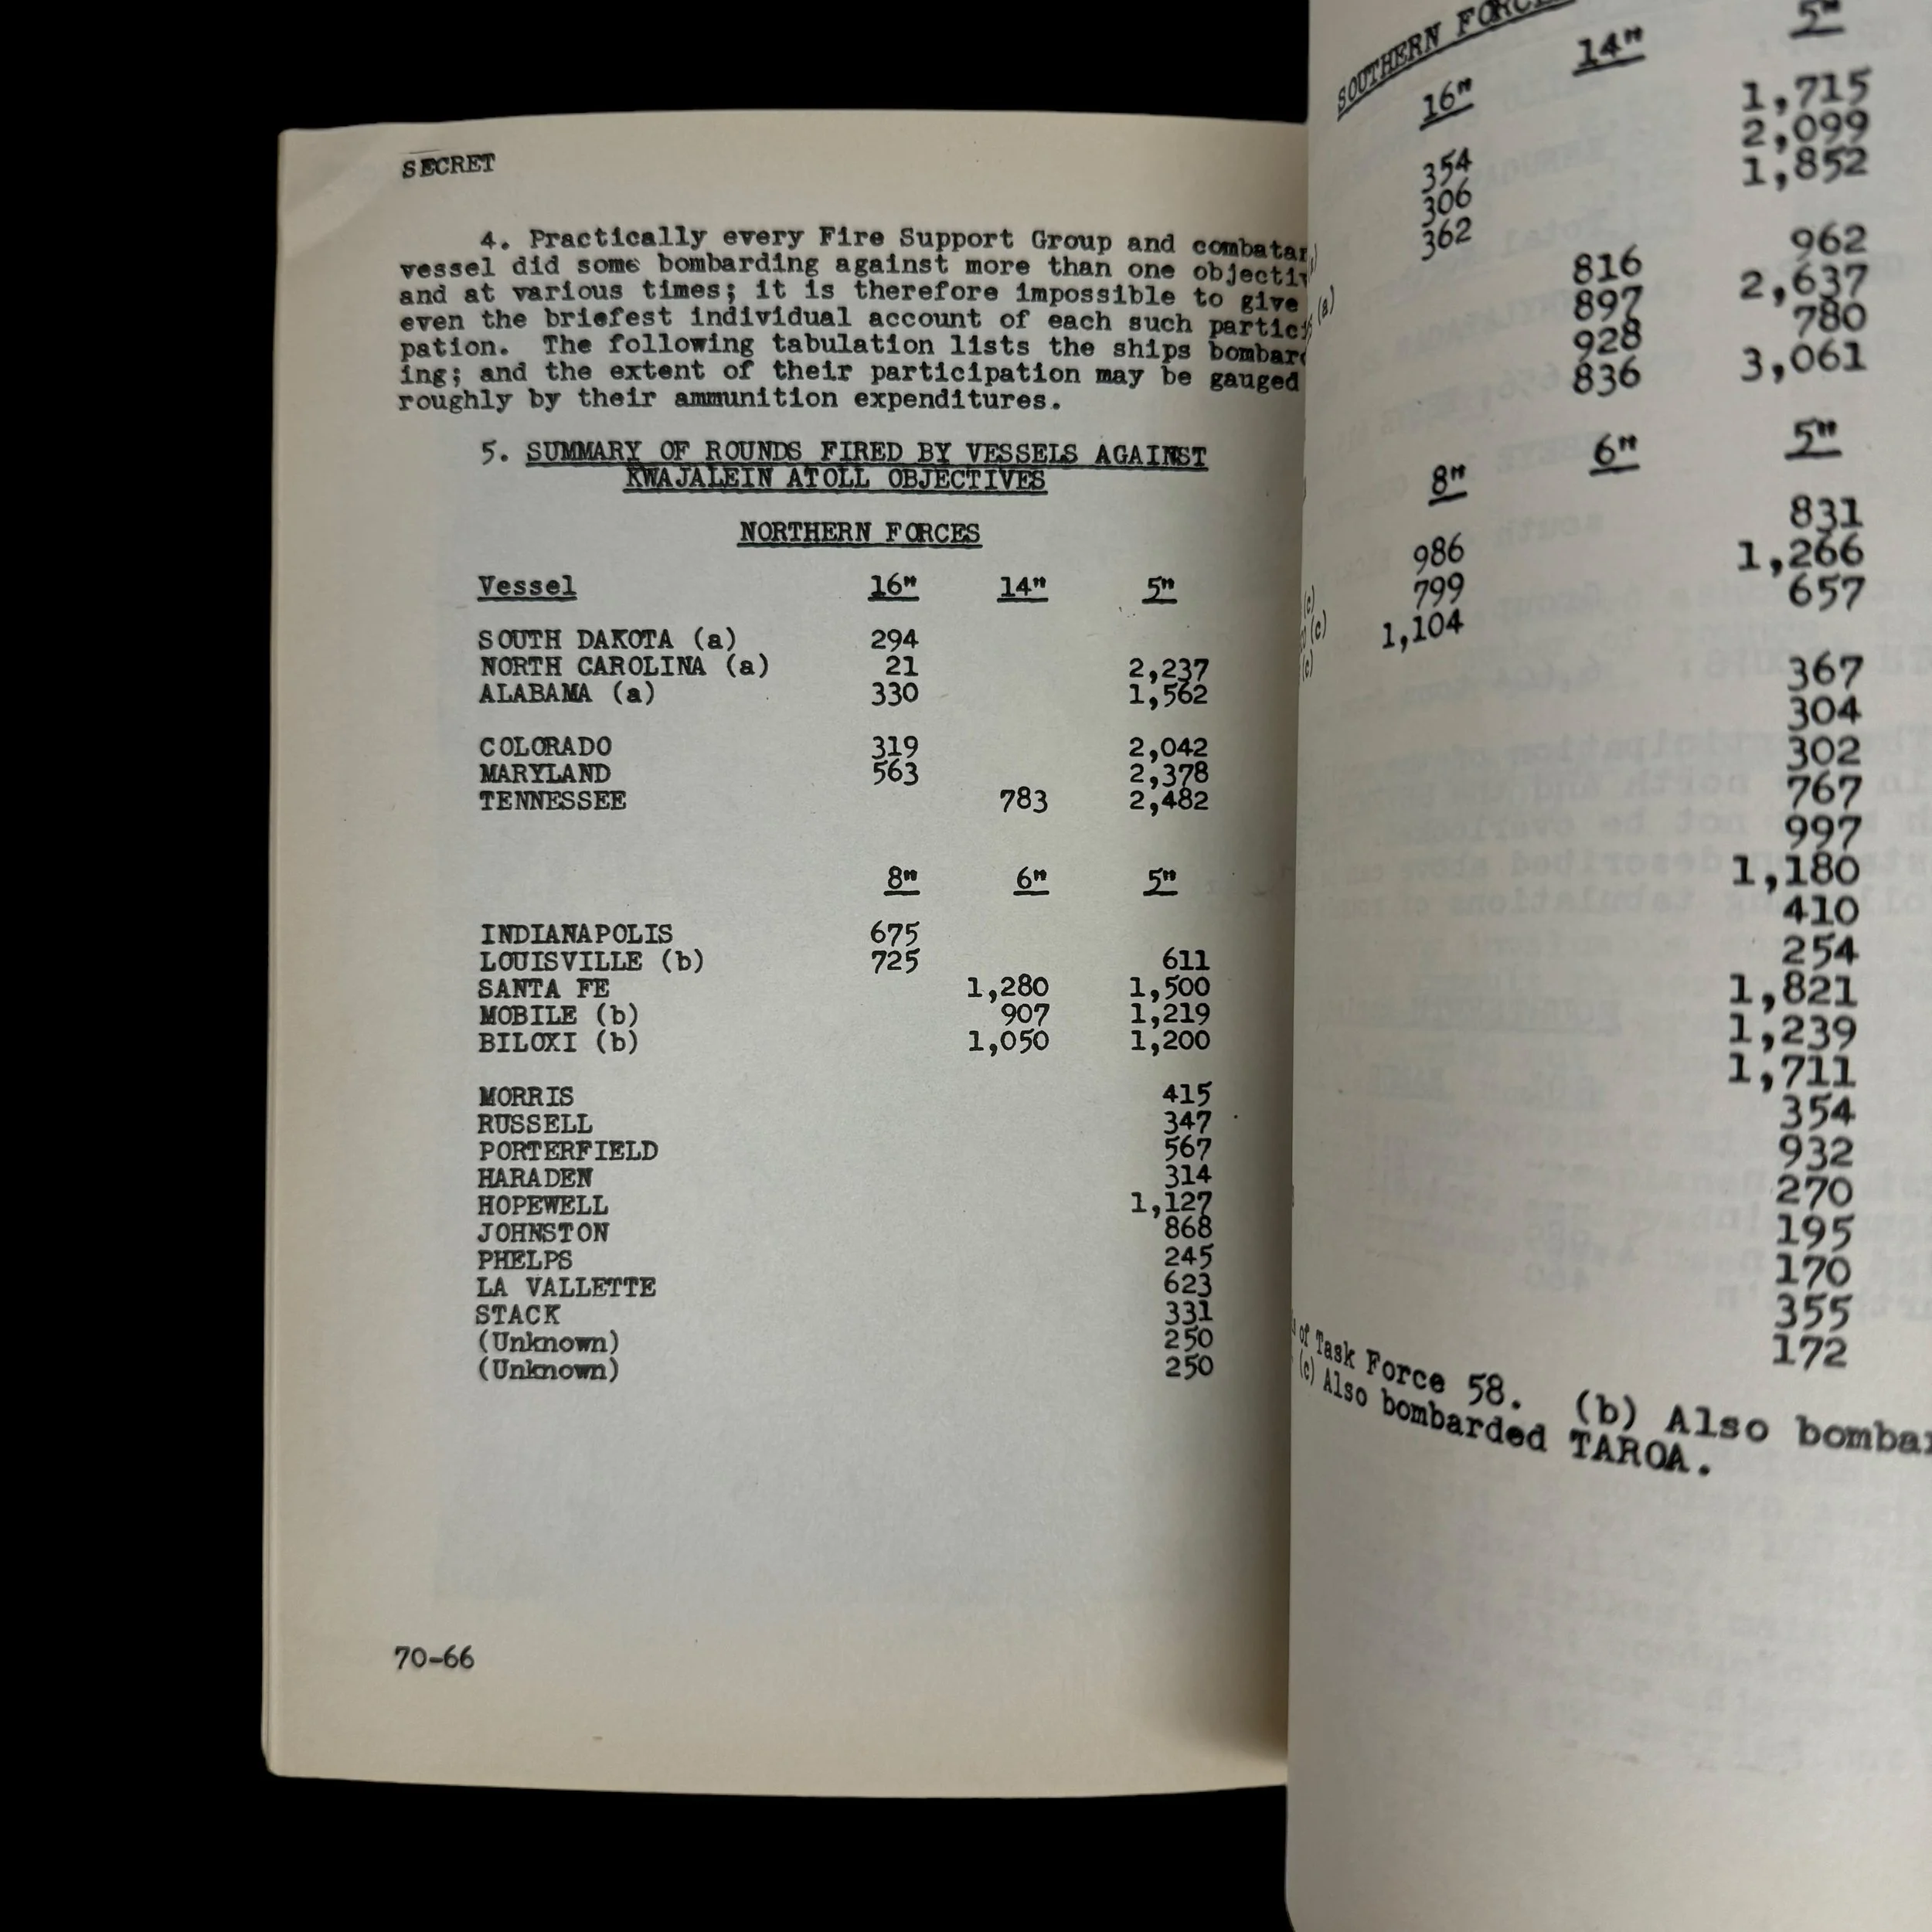 SECRET
4. Practically every Fire Support Group and
vessel did some bombarding against more than one
and at various times; it is therefore impossible to give
even the briefest individual account of each such
pation. The following tabulation lists the ships
ing; and the extent of their participation may be gauged
roughly by their ammunition expenditures.
5. SUMMARY OF ROUNDS FIRED BY VESSELS AGAINST
KWAJALEIN ATOLL OBJECTIVES
NORTHERN FORCES
Vessel 16" 14" 5"
SOUTH DAKOTA (a) 294
NORTH CAROLINA (a) 21 2,237
ALABAMA (a) 330 1,562
COLORADO 319 2,042
MARYLAND 563 2,378
TENNESSEE 783 2,482
8" 6" 5"
INDIANAPOLIS 675
LOUISVILLE (b) 725 611
SANTA FE 1,280 1,500
MOBILE (b) 907 1,219
BILOXI (b) 1,050 1,200
MORRIS 415
RUSSELL 347
PORTERFIELD 567
HARADEN 314
HOPEWELL 1,127
JOHNSTON 868
PHELPS 245
LA VALLETTE 623
STACK 331
(Unknown) 250
(Unknown) 250
70-66
SOUTHERN
16" 14" 5"
354 1,715
306 2,099
362 1,852
816 962
(a) 897 2,637
928 780
836 3,061
8" 6" 5"
986 831
(c) 799 1,266
(c) 1,104 657
(c)
367
304
302
767
997
1,180
410
254
1,821
1,239
1,711
354
932
270
195
170
355
172
of Task Force 58. (b) Also
(c) Also bombarded TAROA.